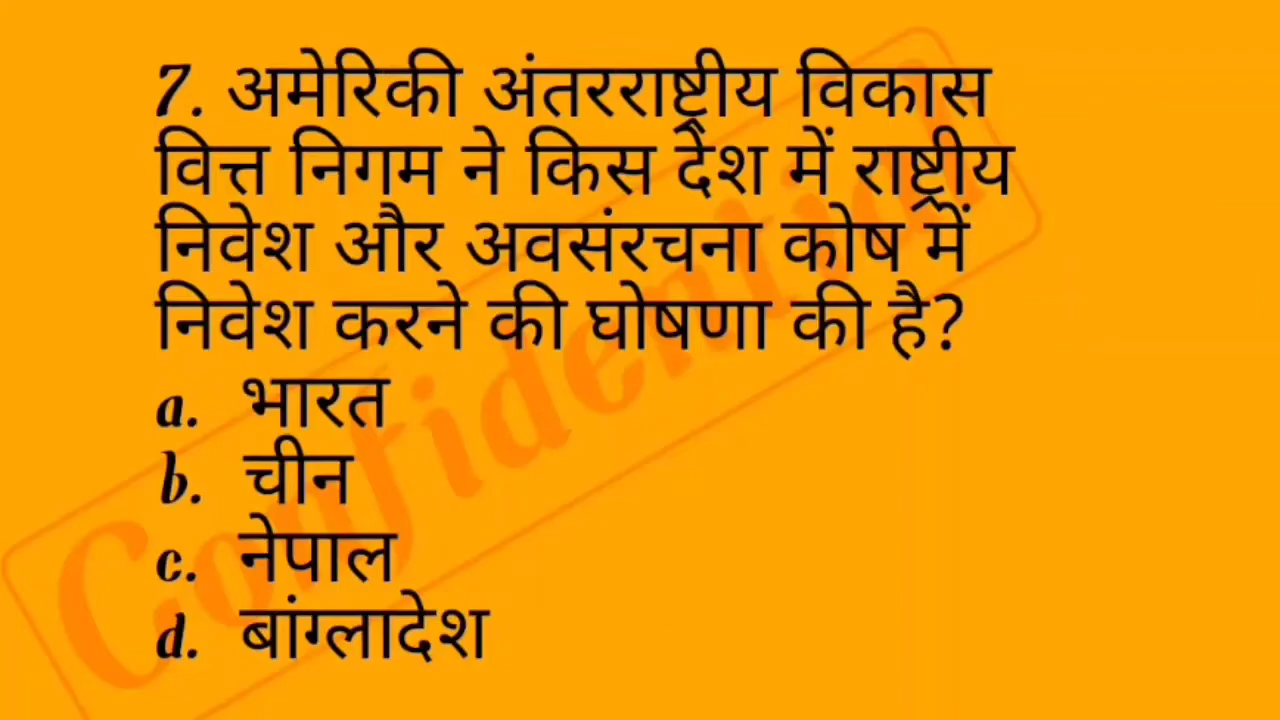 7. अमेरिकी अंतरराष्ट्रीय विकास
वित्त निगम ने किस देश में राष्ट्रीय
निवेश और अवसंरचना कोष में
निवेश करने की घोषणा की है?
a. भारत
b. चीन
c. नेपाल
d. बांग्लादेश
Confidential